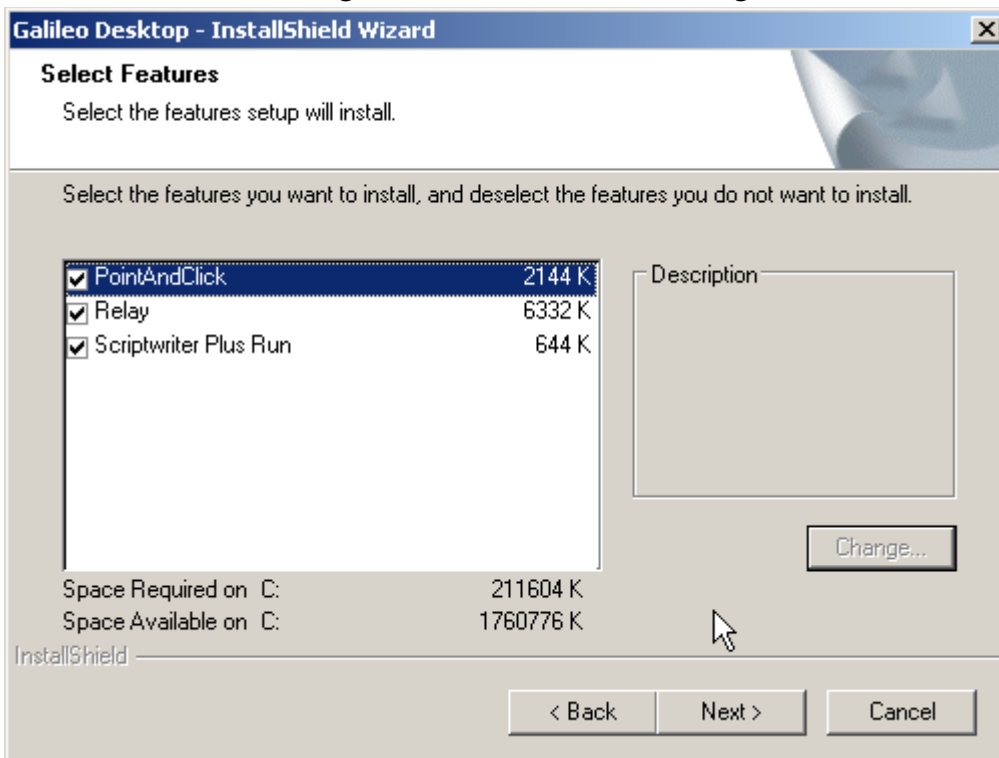 Galileo Desktop - InstallShield Wizard
Select Features
Select the features setup will install.
Select the features you want to install, and deselect the features you do not want to install.
PointAndClick 2144 K
Relay 6332 K
Scriptwriter Plus Run 644 K
Description
Change...
Space Required on C: 211604 K
Space Available on C: 1760776 K
InstallShield
< Back Next > Cancel